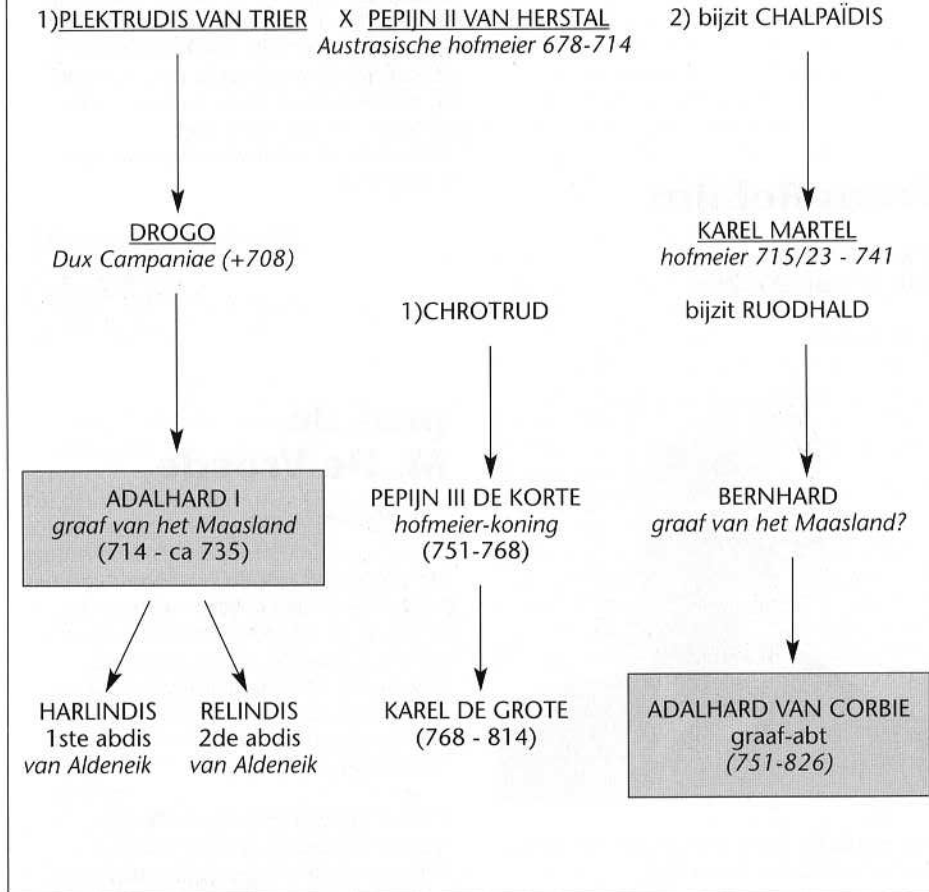 1)PLEKTRUDIS VAN TRIER X PEPIJN II VAN HERSTAL 2) bijzit CHALPAÏDIS
Austrasische hofmeier 678-714
DROGO
Dux Campaniae (+708)
KAREL MARTEL
hofmeier 715/23 - 741
1)CHROTRUD
bijzit RUODHALD
ADALHARD I
graaf van het Maasland
(714 - ca 735)
PEPIJN III DE KORTE
hofmeier-koning
(751-768)
BERNHARD
graaf van het Maasland?
HARLINDIS
1ste abdis
van Aldeneik
RELINDIS
2de abdis
van Aldeneik
KAREL DE GROTE
(768 - 814)
ADALHARD VAN CORBIE
graaf-abt
(751-826)